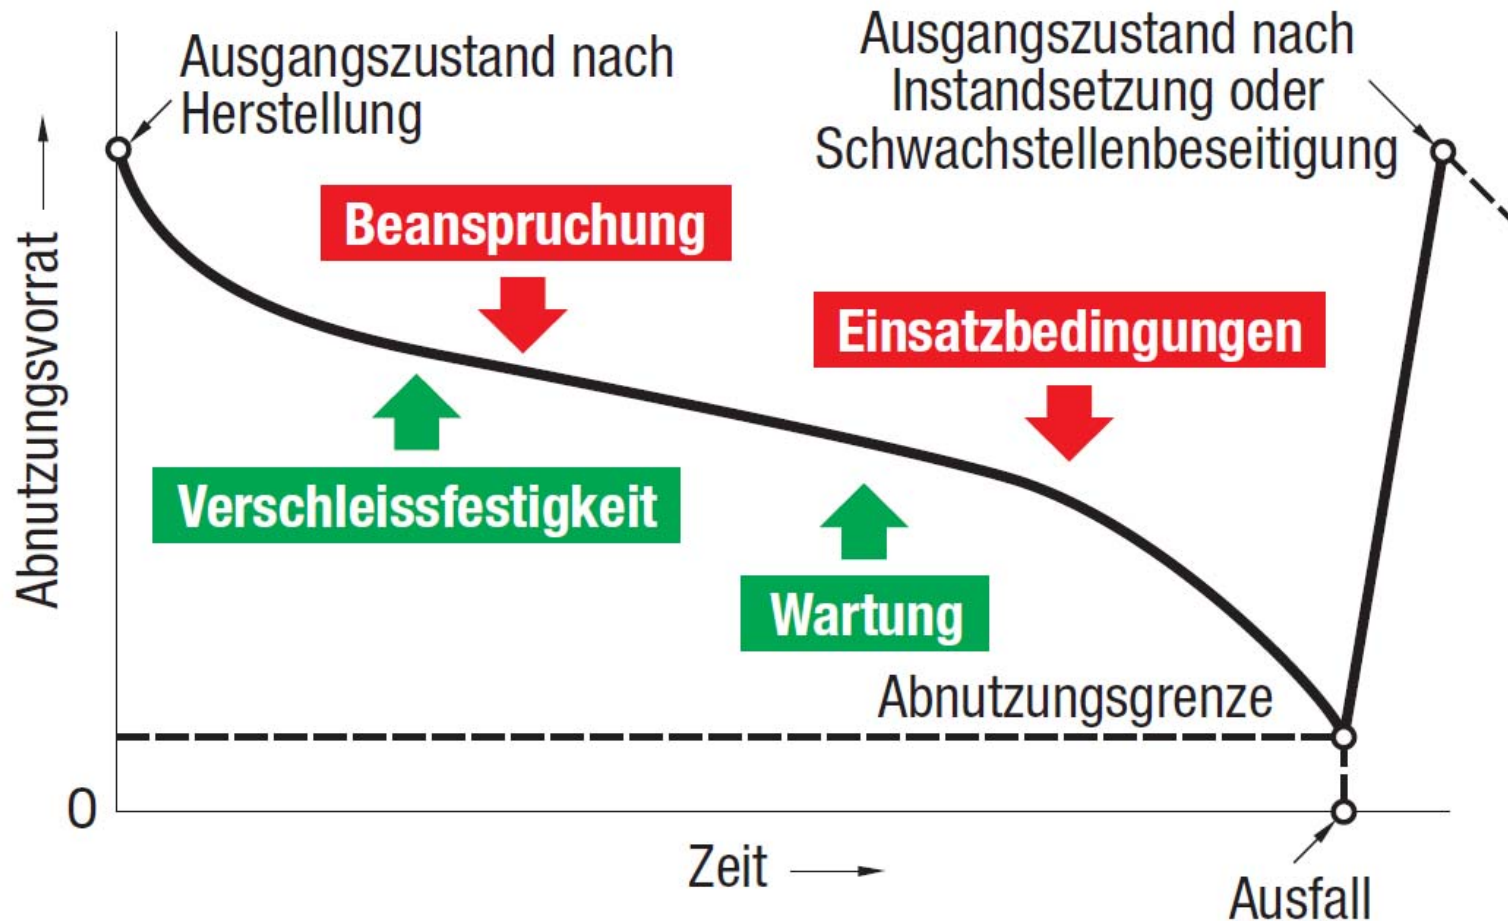 Ausgangszustand nach
Herstellung
Ausgangszustand nach
Instandsetzung oder
Schwachstellenbeseitigung
Beanspruchung
Einsatzbedingungen
Abnutzungsvorrat
Verschleissfestigkeit
Wartung
Abnutzungsgrenze
0
Zeit
Ausfall